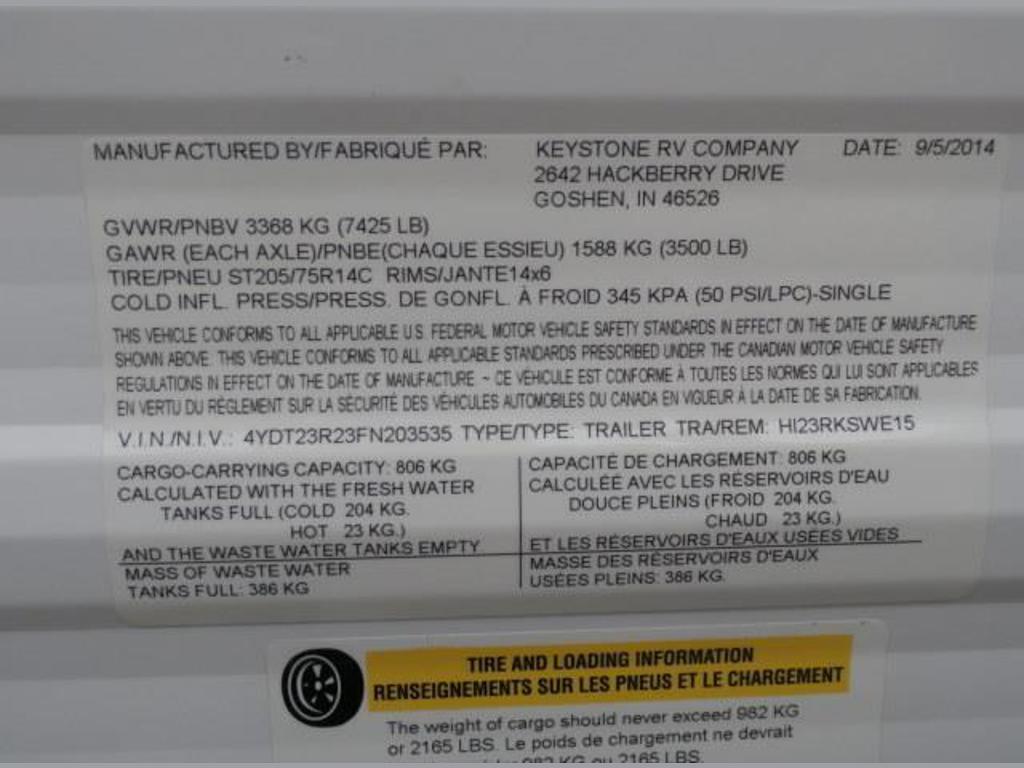 MANUFACTURED BY/FABRIQUÉ PAR: KEYSTONE RV COMPANY DATE: 9/5/2014
2642 HACKBERRY DRIVE
GOSHEN, IN 46526
GVWR/PNBV 3368 KG (7425 LB)
GAWR (EACH AXLE)/PNBE(CHAQUE ESSIEU) 1588 KG (3500 LB)
TIRE/PNEU ST205/75R14C RIMS/JANTE14x6
COLD INFL. PRESS/PRESS. DE GONFL. À FROID 345 KPA (50 PSI/LPC)-SINGLE
THIS VEHICLE CONFORMS TO ALL APPLICABLE U.S. FEDERAL MOTOR VEHICLE SAFETY STANDARDS IN EFFECT ON THE DATE OF MANUFACTURE
SHOWN ABOVE. THIS VEHICLE CONFORMS TO ALL APPLICABLE STANDARDS PRESCRIBED UNDER THE CANADIAN MOTOR VEHICLE SAFETY
REGULATIONS IN EFFECT ON THE DATE OF MANUFACTURE. ~ CE VÉHICULE EST CONFORME À TOUTES LES NORMES QUI LUI SONT APPLICABLES
EN VERTU DU RÈGLEMENT SUR LA SÉCURITÉ DES VÉHICULES AUTOMOBILES DU CANADA EN VIGUEUR À LA DATE DE SA FABRICATION.
V.I.N./N.I.V.: 4YDT23R23FN203535 TYPE/TYPE: TRAILER TRA/REM: HI23RKSWE15
CARGO-CARRYING CAPACITY: 806 KG
CALCULATED WITH THE FRESH WATER
TANKS FULL (COLD 204 KG.
HOT 23 KG.)
AND THE WASTE WATER TANKS EMPTY
MASS OF WASTE WATER
TANKS FULL: 386 KG
CAPACITÉ DE CHARGEMENT: 806 KG
CALCULÉE AVEC LES RÉSERVOIRS D'EAU
DOUCE PLEINS (FROID 204 KG.
CHAUD 23 KG.)
ET LES RÉSERVOIRS D'EAUX USÉES VIDES
MASSE DES RÉSERVOIRS D'EAUX
USÉES PLEINS: 386 KG.
TIRE AND LOADING INFORMATION
RENSEIGNEMENTS SUR LES PNEUS ET LE CHARGEMENT
The weight of cargo should never exceed 982 KG
or 2165 LBS. Le poids de chargement ne devrait
982 KG ou 2165 LBS.